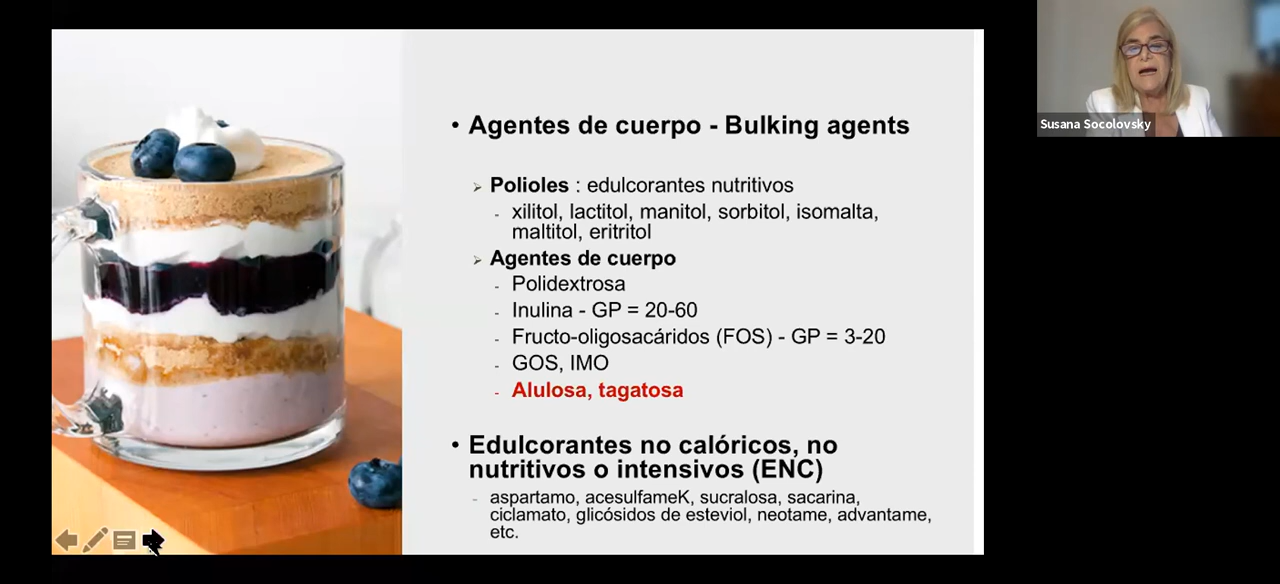 • Agentes de cuerpo - Bulking agents
➢ Polioles : edulcorantes nutritivos
- xilitol, lactitol, manitol, sorbitol, isomalta,
maltitol, eritritol
➢ Agentes de cuerpo
- Polidextrosa
- Inulina - GP = 20-60
- Fructo-oligosacáridos (FOS) - GP = 3-20
- GOS, IMO
- Alulosa, tagatosa
• Edulcorantes no calóricos, no
nutritivos o intensivos (ENC)
- aspartamo, acesulfameK, sucralosa, sacarina,
ciclamato, glicósidos de esteviol, neotame, advantame,
etc.
Susana Socolovsky